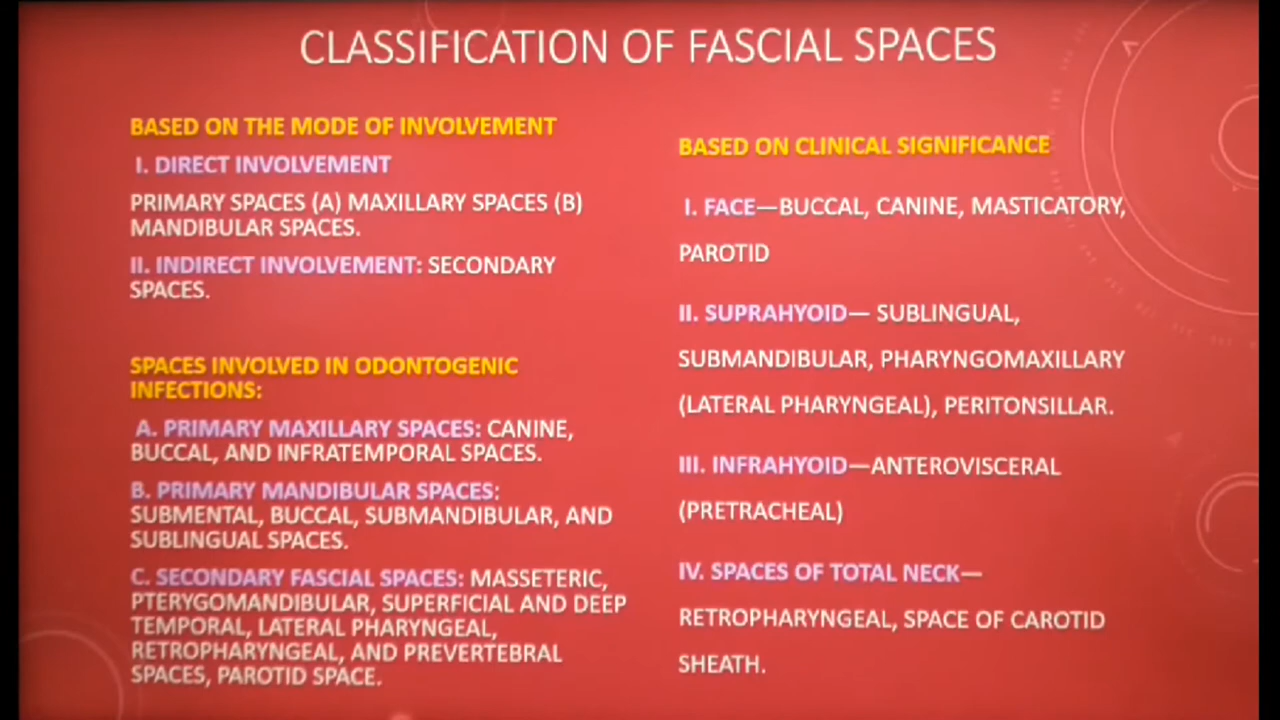 CLASSIFICATION OF FASCIAL SPACES
BASED ON THE MODE OF INVOLVEMENT
I. DIRECT INVOLVEMENT
PRIMARY SPACES (A) MAXILLARY SPACES (B)
MANDIBULAR SPACES.
II. INDIRECT INVOLVEMENT: SECONDARY
SPACES.
SPACES INVOLVED IN ODONTOGENIC
INFECTIONS:
A. PRIMARY MAXILLARY SPACES: CANINE,
BUCCAL, AND INFRATEMPORAL SPACES.
B. PRIMARY MANDIBULAR SPACES:
SUBMENTAL, BUCCAL, SUBMANDIBULAR, AND
SUBLINGUAL SPACES.
C. SECONDARY FASCIAL SPACES: MASSETERIC,
PTERYGOMANDIBULAR, SUPERFICIAL AND DEEP
TEMPORAL, LATERAL PHARYNGEAL,
RETROPHARYNGEAL, AND PREVERTEBRAL
SPACES, PAROTID SPACE.
BASED ON CLINICAL SIGNIFICANCE
I. FACE—BUCCAL, CANINE, MASTICATORY,
PAROTID
II. SUPRAHYOID— SUBLINGUAL,
SUBMANDIBULAR, PHARYNGOMAXILLARY
(LATERAL PHARYNGEAL), PERITONSILLAR.
III. INFRAHYOID—ANTEROVISCERAL
(PRETRACHEAL)
IV. SPACES OF TOTAL NECK—
RETROPHARYNGEAL, SPACE OF CAROTID
SHEATH.